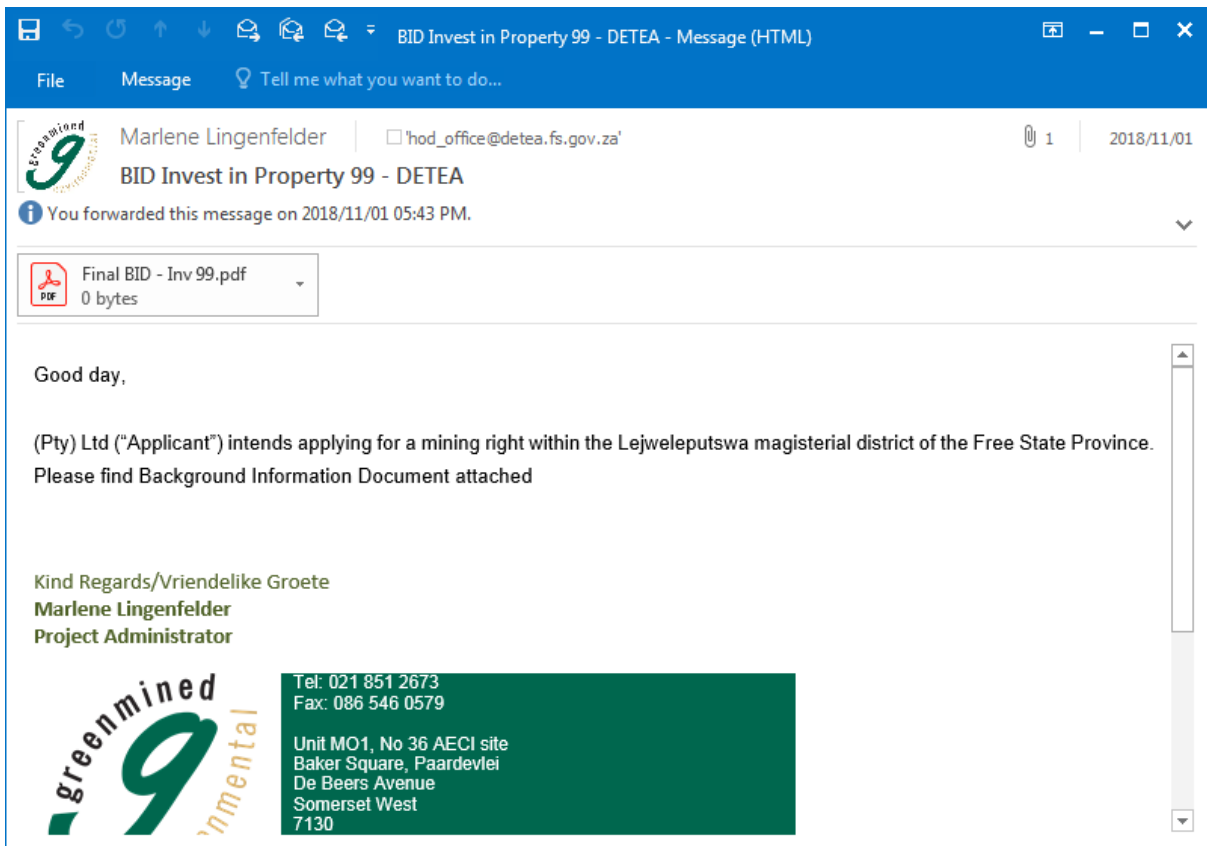 BID Invest in Property 99 - DETEA - Message (HTML)
File Message Tell me what you want to do...
greenmined
Marlene Lingenfelder 'hod_office@detea.fs.gov.za' 1 2018/11/01
BID Invest in Property 99 - DETEA
You forwarded this message on 2018/11/01 05:43 PM.
Final BID - Inv 99.pdf
PDF
0 bytes
Good day,
(Pty) Ltd (“Applicant”) intends applying for a mining right within the Lejweleputswa magisterial district of the Free State Province.
Please find Background Information Document attached
Kind Regards/Vriendelike Groete
Marlene Lingenfelder
Project Administrator
greenmined
onmental
Tel: 021 851 2673
Fax: 086 546 0579
Unit MO1, No 36 AECI site
Baker Square, Paardevlei
De Beers Avenue
Somerset West
7130